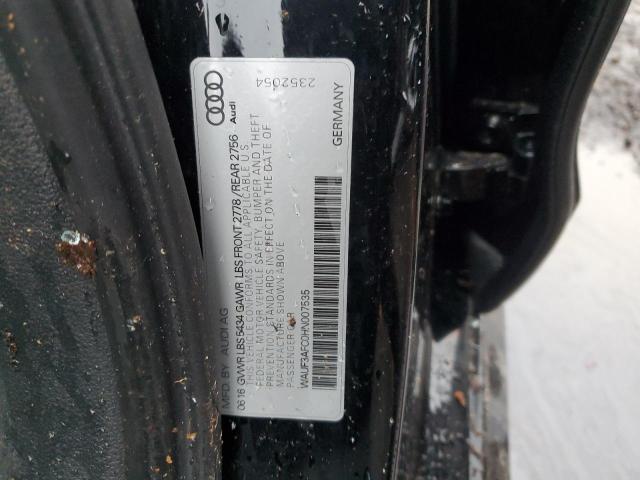 MFD. BY AUDI AG
0616 GVWR LBS 5434 GAWR LBS FRONT 2778 / REAR 2756
THIS VEHICLE CONFORMS TO ALL APPLICABLE U.S.
FEDERAL MOTOR VEHICLE SAFETY, BUMPER AND THEFT
PREVENTION STANDARDS IN EFFECT ON THE DATE OF
MANUFACTURE SHOWN ABOVE
PASSENGER CAR
WAUF3AFC0HN007535
GERMANY
Audi
2352054